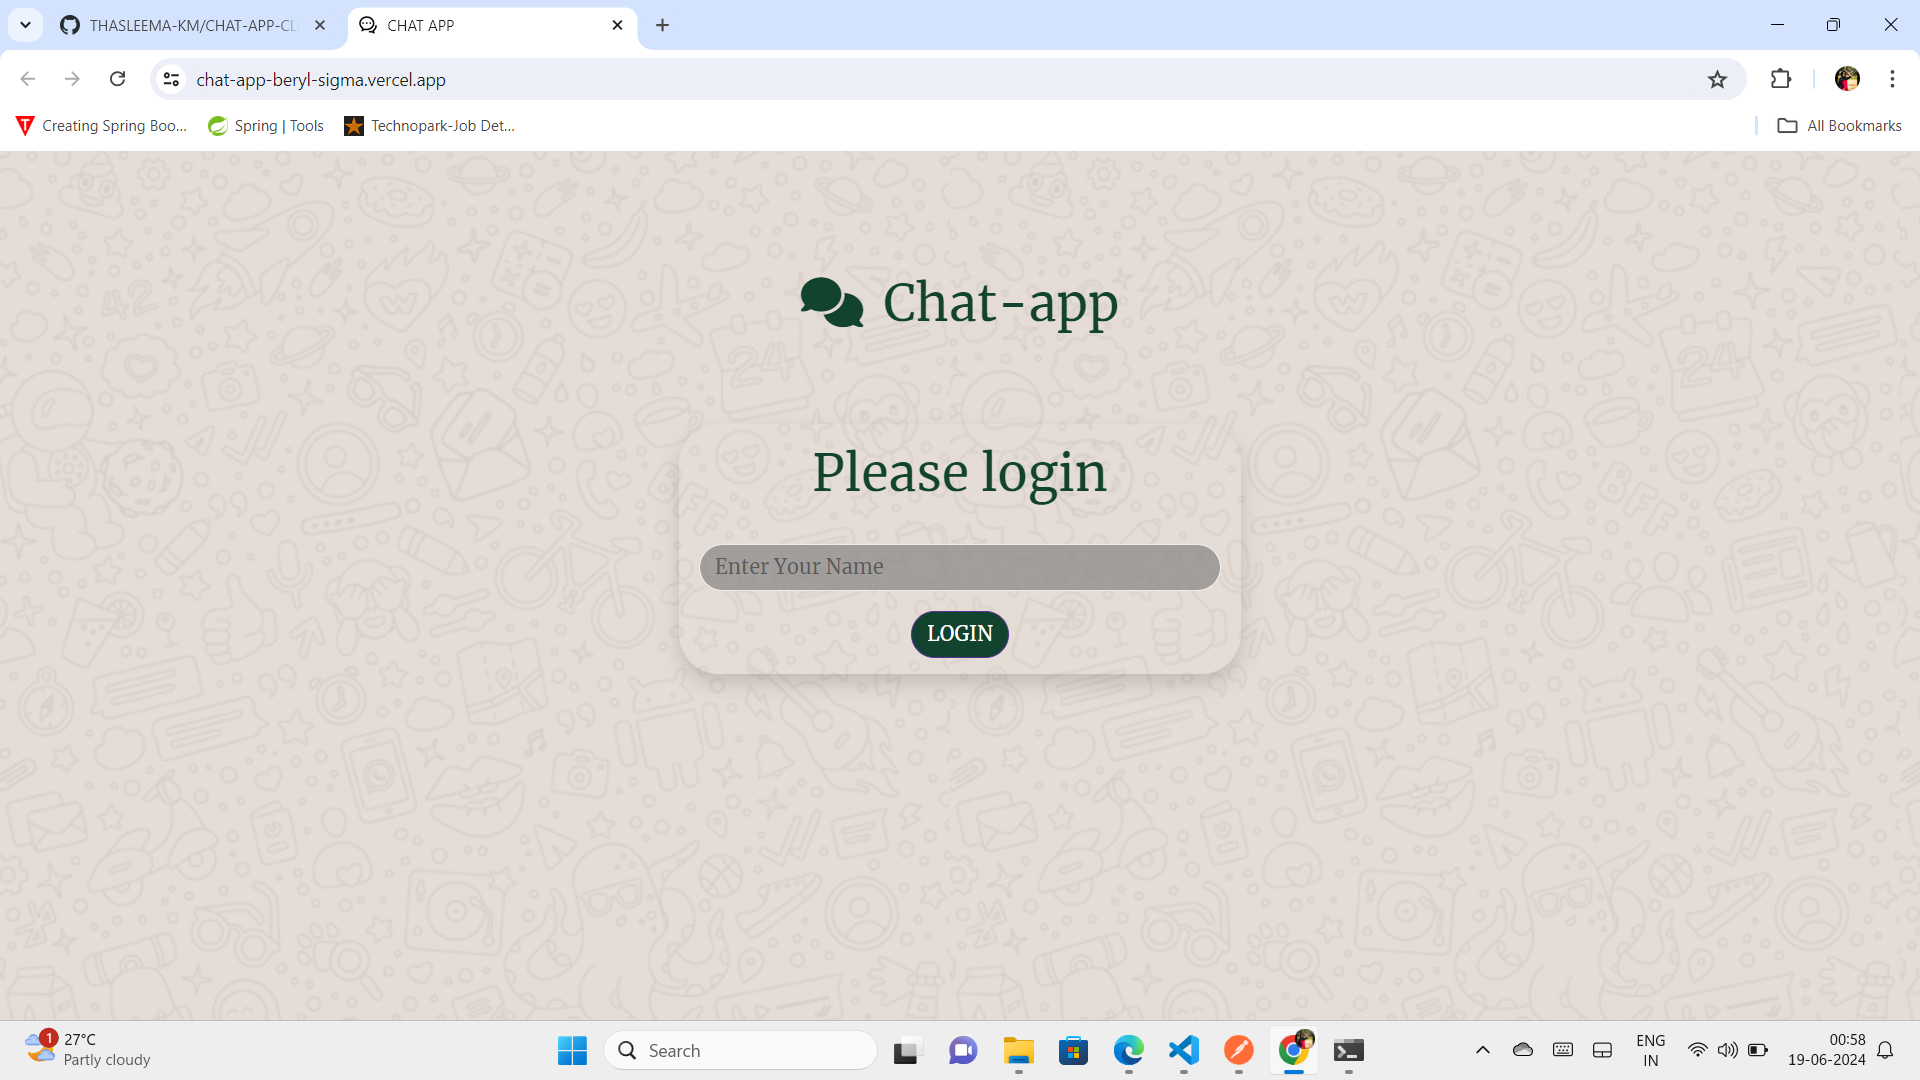 THASLEEMA-KM/CHAT-APP-CL
CHAT APP
chat-app-beryl-sigma.vercel.app
Creating Spring Boo...
Spring | Tools
Technopark-Job Det...
All Bookmarks
Chat-app
Please login
Enter Your Name
LOGIN
24
24
1
27°C
Partly cloudy
Search
ENG
IN
00:58
19-06-2024